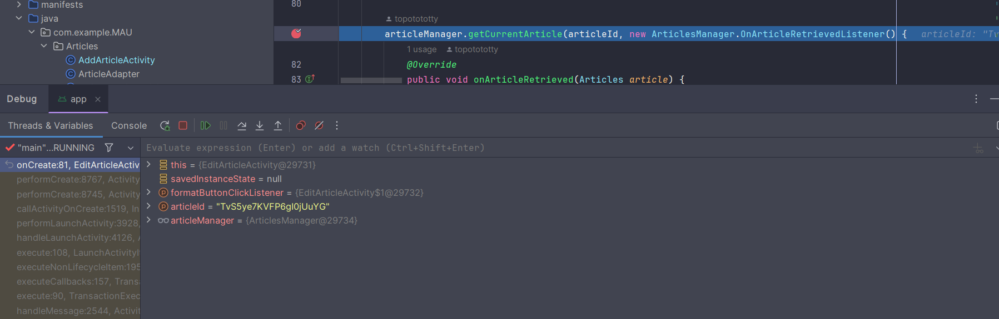 manifests
java
com.example.MAU
Articles
AddArticleActivity
ArticleAdapter
80
topotototty
articleManager.getCurrentArticle(articleId, new ArticlesManager.OnArticleRetrievedListener() { articleId: "Tv
1 usage topotototty
82 @Override
83 public void onArticleRetrieved(Articles article) {
Debug app
Threads & Variables Console
"main"...RUNNING
Evaluate expression (Enter) or add a watch (Ctrl+Shift+Enter)
onCreate:81, EditArticleActiv
performCreate:8767, Activity
performCreate:8745, Activity
callActivityOnCreate:1519, In
performLaunchActivity:3928,
handleLaunchActivity:4126, A
execute:108, LaunchActivityI
executeNonLifecycleItem:195
executeCallbacks:157, Transa
execute:90, TransactionExec
handleMessage:2544, Activit
this = {EditArticleActivity@29731}
savedInstanceState = null
formatButtonClickListener = {EditArticleActivity$1@29732}
articleId = "TvS5ye7KVFP6gI0jUuYG"
articleManager = {ArticlesManager@29734}